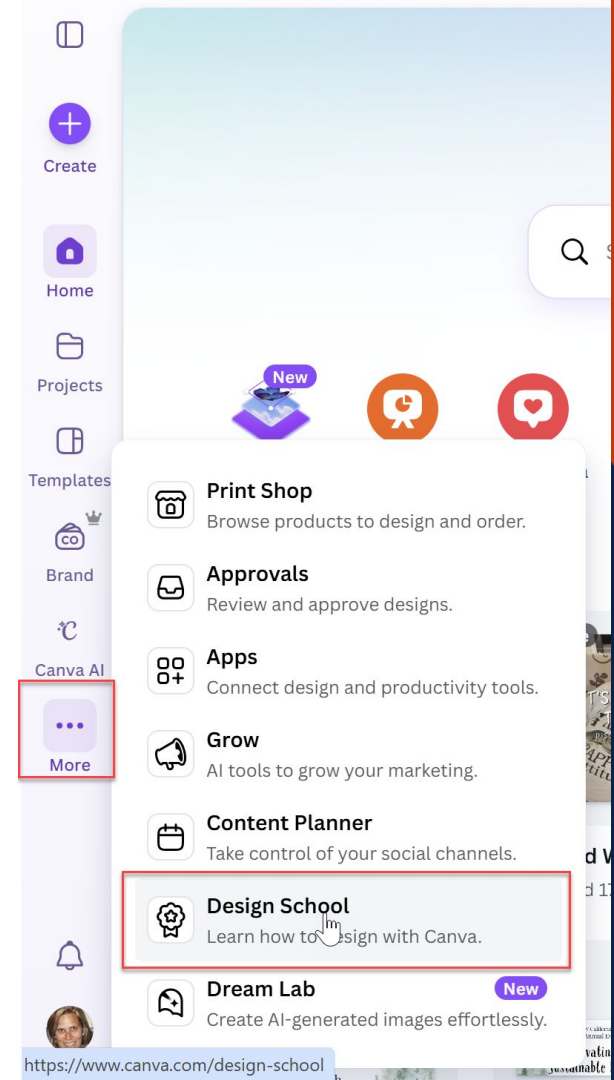 Create
Home
Projects
Templates
Brand
Canva AI
More
New
Print Shop
Browse products to design and order.
Approvals
Review and approve designs.
Apps
Connect design and productivity tools.
Grow
AI tools to grow your marketing.
Content Planner
Take control of your social channels.
Design School
Learn how to design with Canva.
Dream Lab
New
Create AI-generated images effortlessly.
https://www.canva.com/design-school